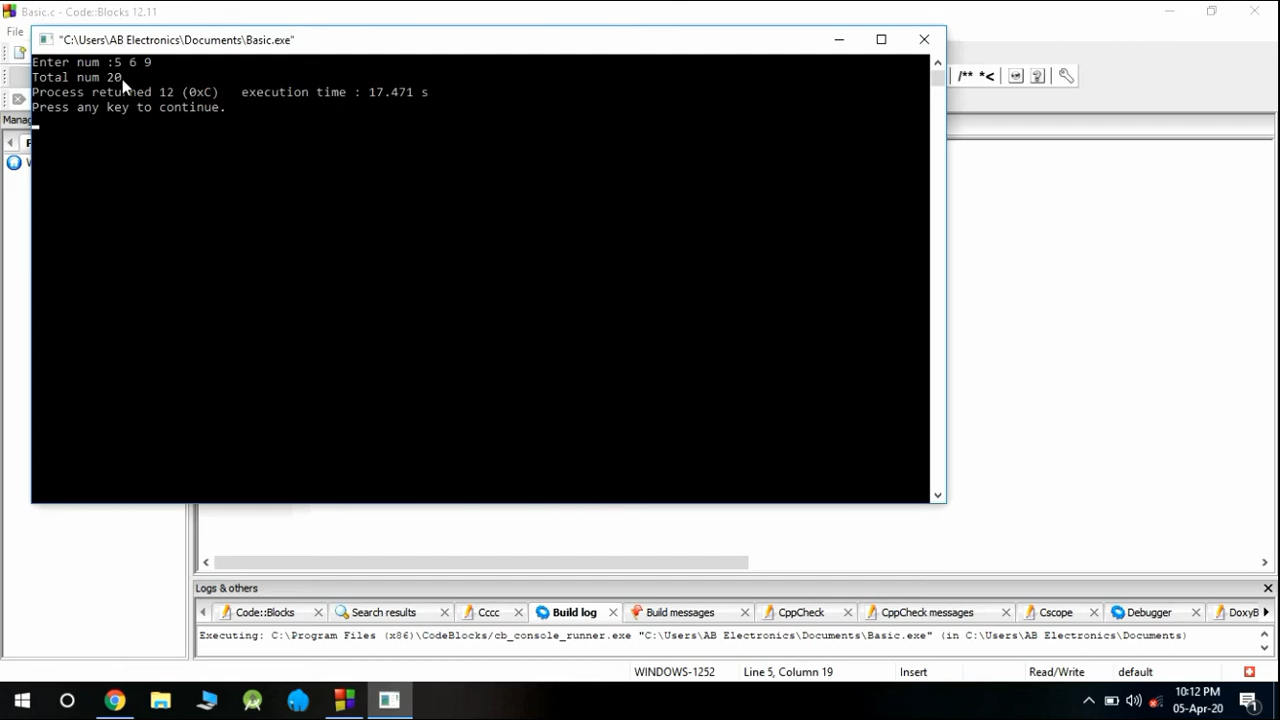 Basic.c - Code::Blocks 12.11
File
"C:\Users\AB Electronics\Documents\Basic.exe"
Enter num :5 6 9
Total num 20
Process returned 12 (0xC)   execution time : 17.471 s
Press any key to continue.
/** *<
Logs & others
Code::Blocks Search results Cccc Build log Build messages CppCheck CppCheck messages Cscope Debugger DoxyB
Executing: C:\Program Files (x86)\CodeBlocks/cb_console_runner.exe "C:\Users\AB Electronics\Documents\Basic.exe" (in C:\Users\AB Electronics\Documents)
WINDOWS-1252 Line 5, Column 19 Insert Read/Write default
10:12 PM
05-Apr-20